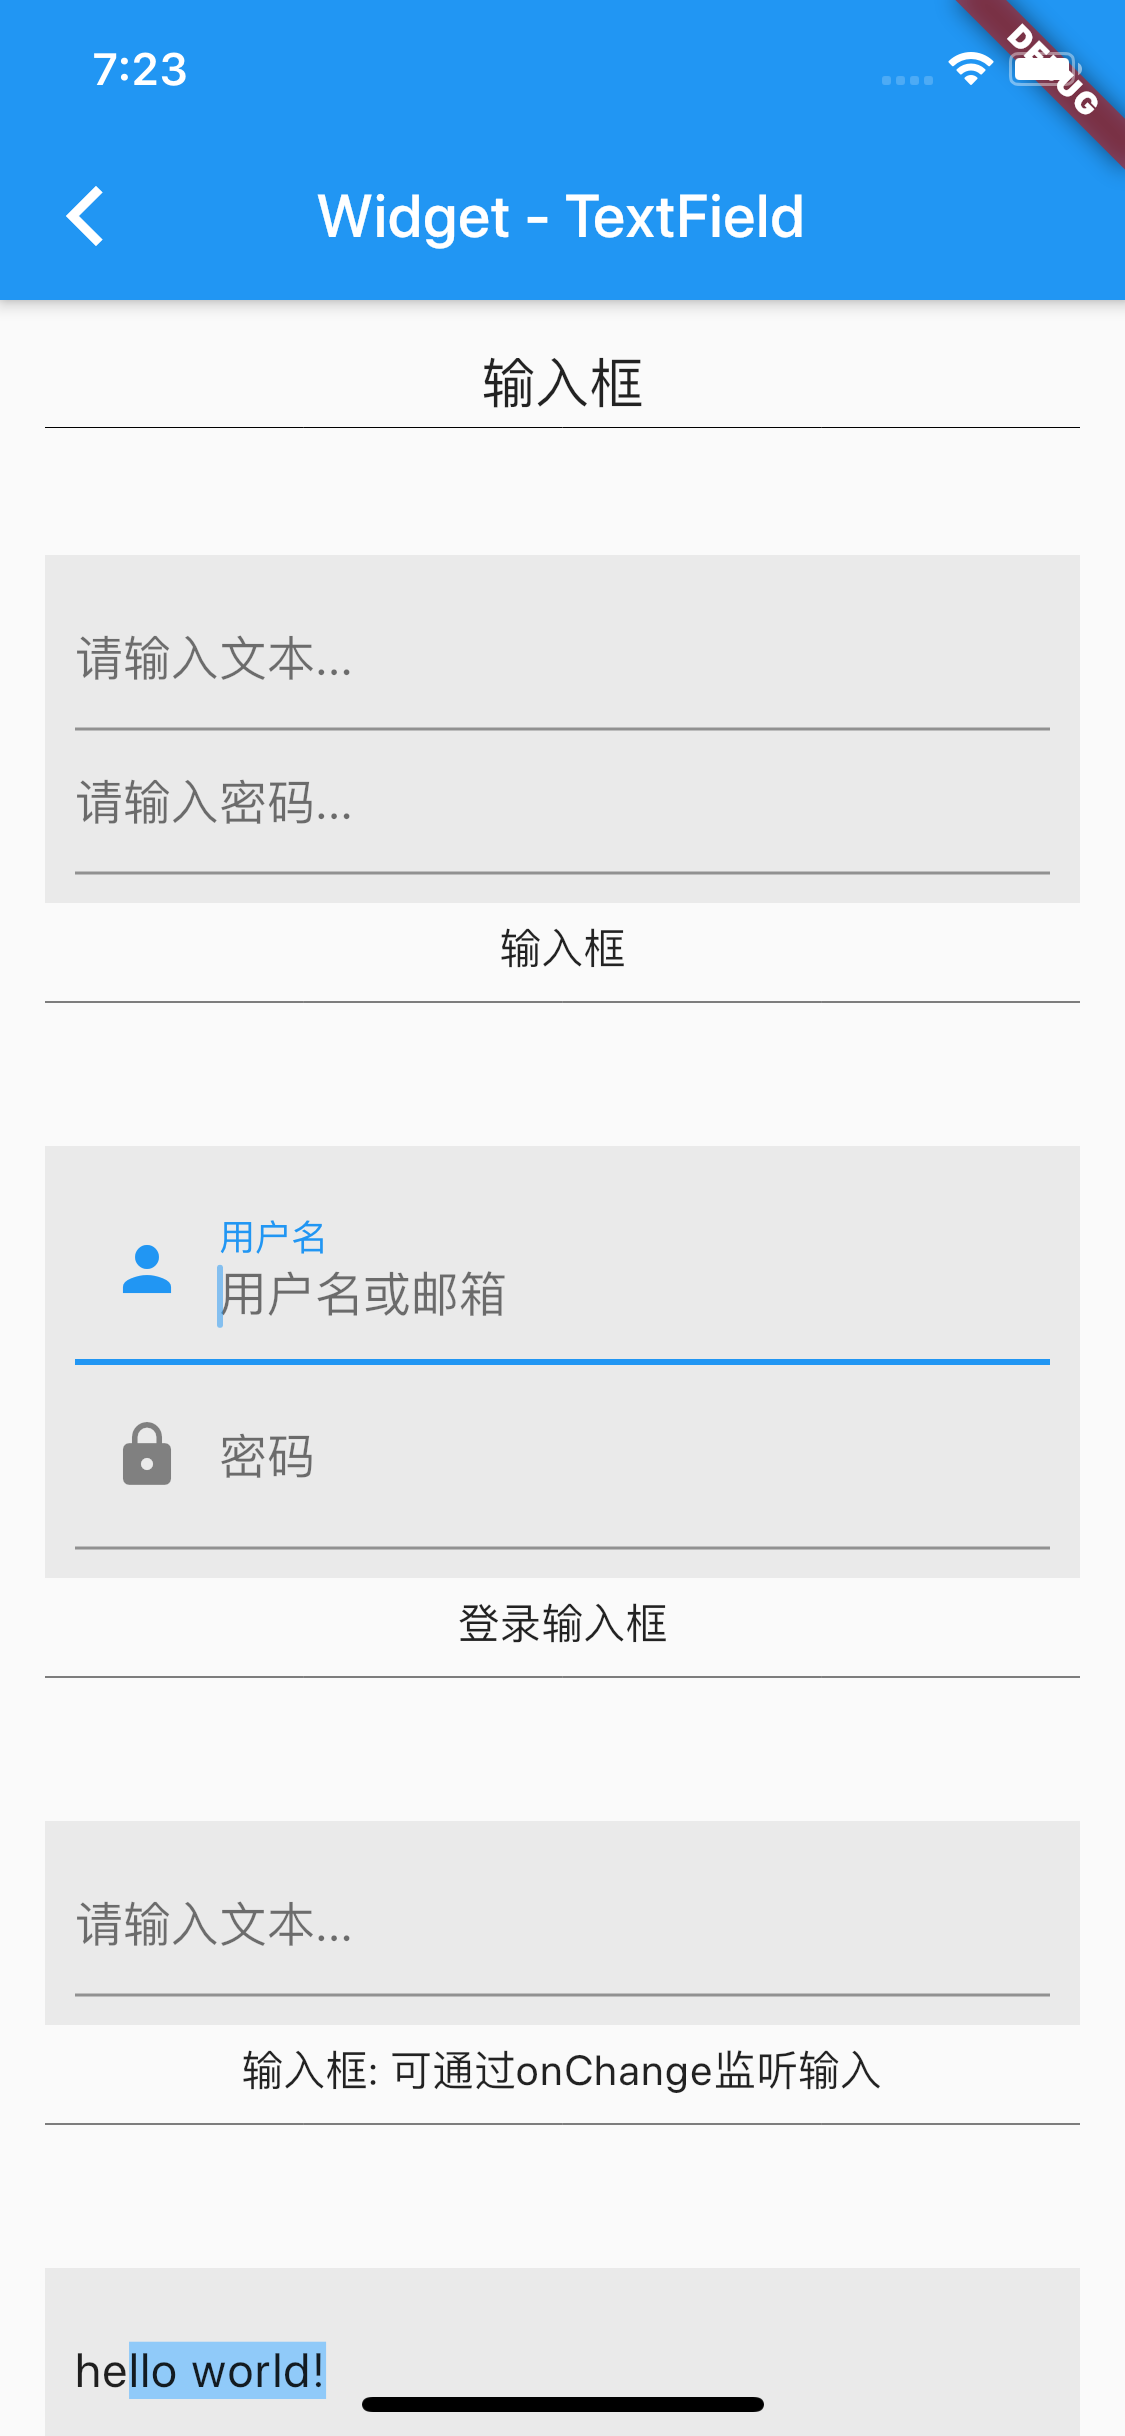 7:23
DEBUG
Widget - TextField
输入框
请输入文本...
请输入密码...
输入框
用户名
用户名或邮箱
密码
登录输入框
请输入文本...
输入框: 可通过onChange监听输入
hello world!